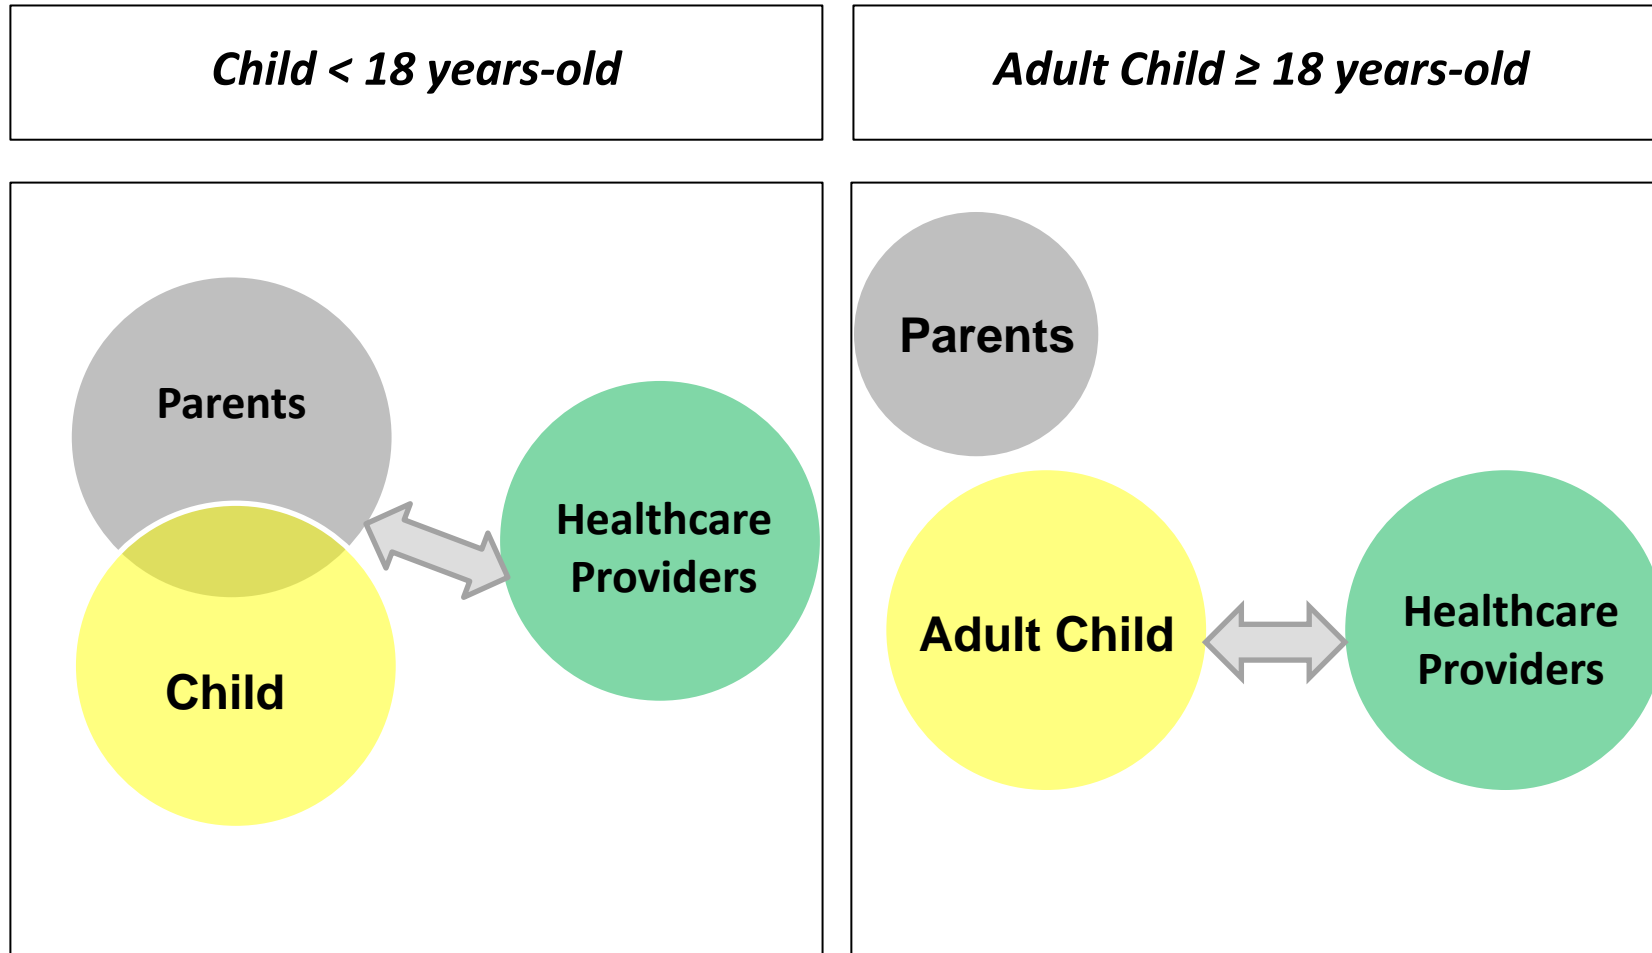 Child < 18 years-old
Adult Child ≥ 18 years-old
Parents
Healthcare
Providers
Child
Parents
Adult Child
Healthcare
Providers